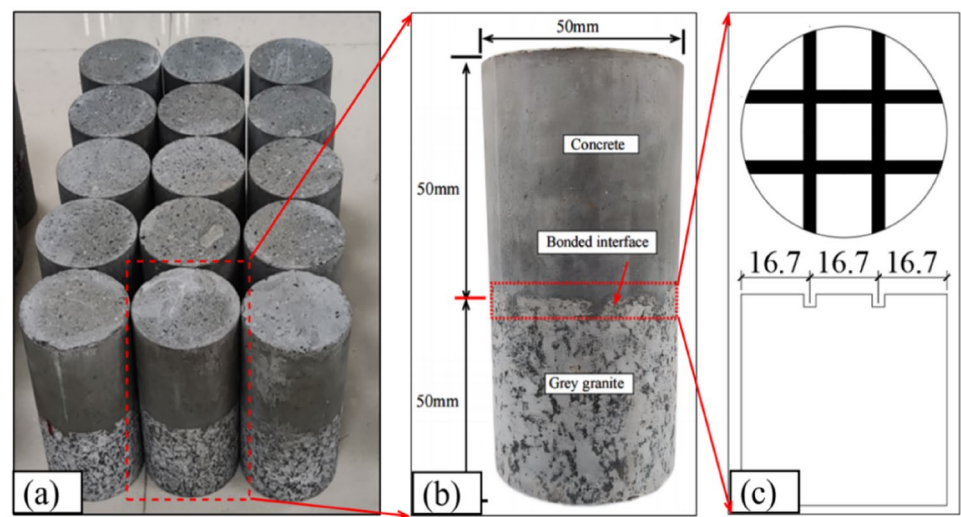 50mm
Concrete
50mm
Bonded interface
Grey granite
50mm
16.7 16.7 16.7
(a)
(b)
(c)